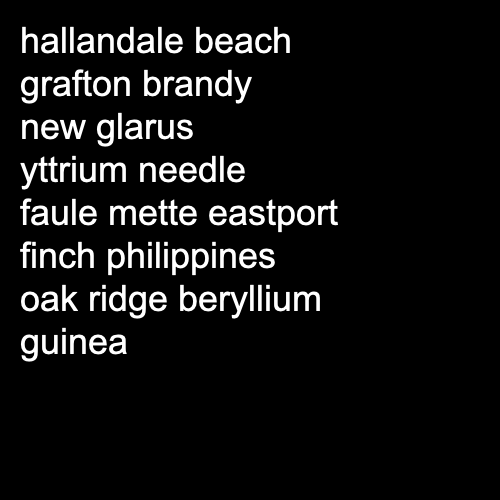 hallandale beach
grafton brandy
new glarus
yttrium needle
faule mette eastport
finch philippines
oak ridge beryllium
guinea